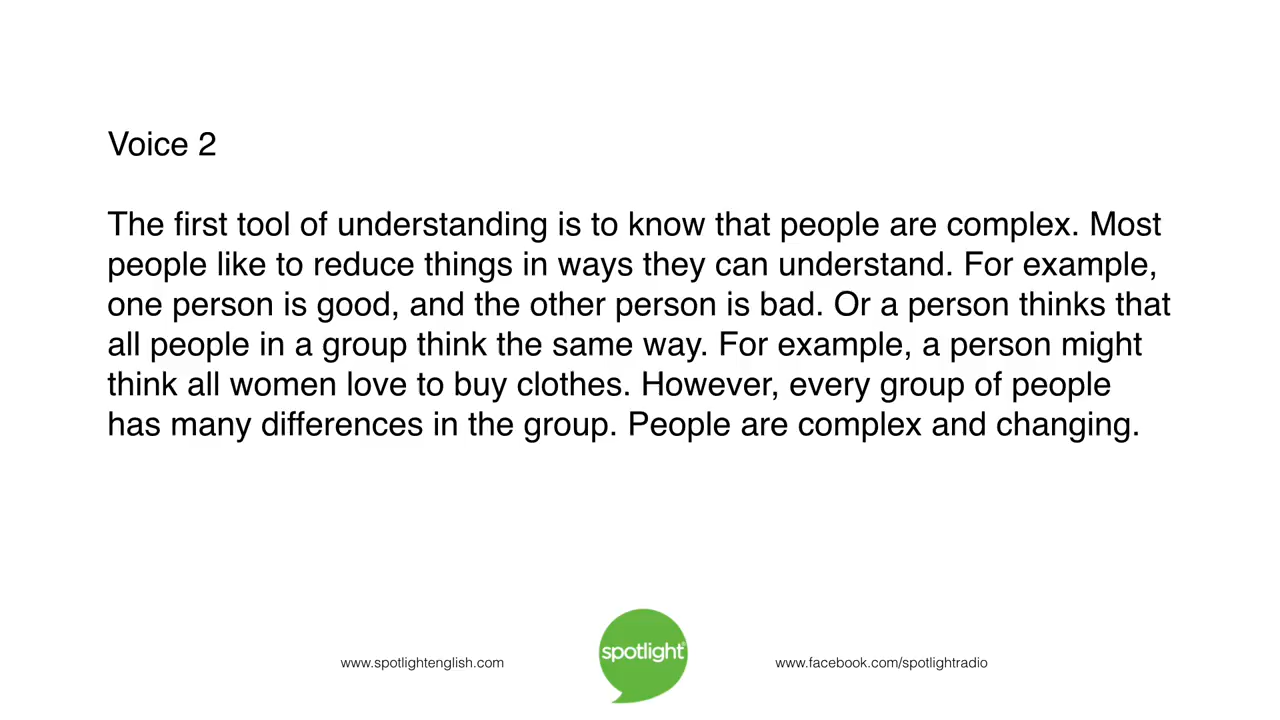 Voice 2
The first tool of understanding is to know that people are complex. Most
people like to reduce things in ways they can understand. For example,
one person is good, and the other person is bad. Or a person thinks that
all people in a group think the same way. For example, a person might
think all women love to buy clothes. However, every group of people
has many differences in the group. People are complex and changing.
www.spotlightenglish.com
spotlight®
www.facebook.com/spotlightradio